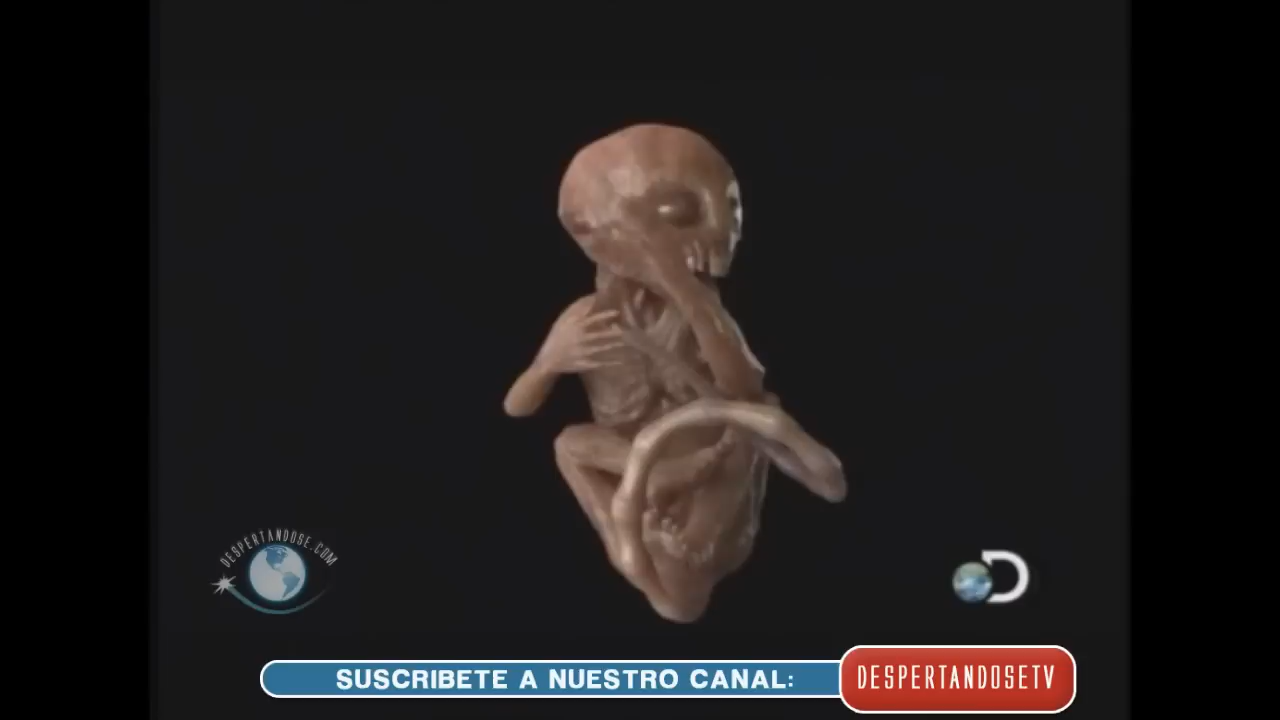 DESPERTANDOSE.COM
D
SUSCRIBETE A NUESTRO CANAL:
DESPERTANDOSETV